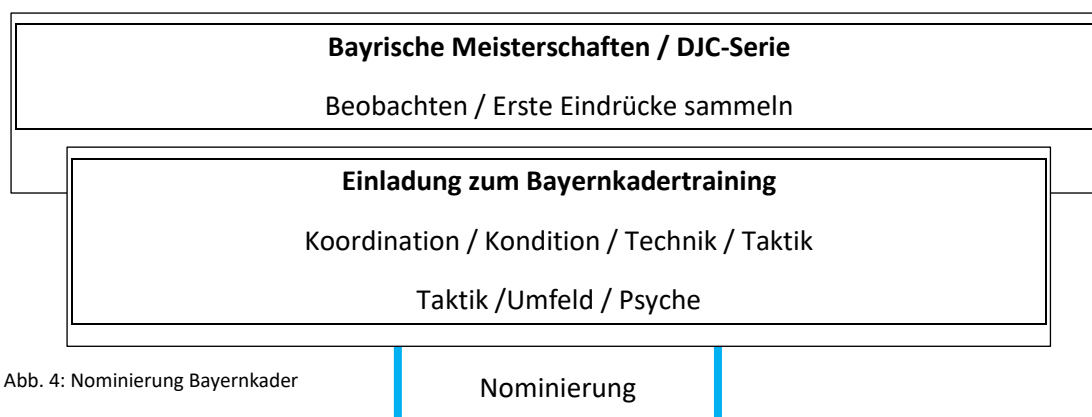 Bayrische Meisterschaften / DJC-Serie
Beobachten / Erste Eindrücke sammeln
Einladung zum Bayernkadertraining
Koordination / Kondition / Technik / Taktik
Taktik /Umfeld / Psyche
Abb. 4: Nominierung Bayernkader
Nominierung